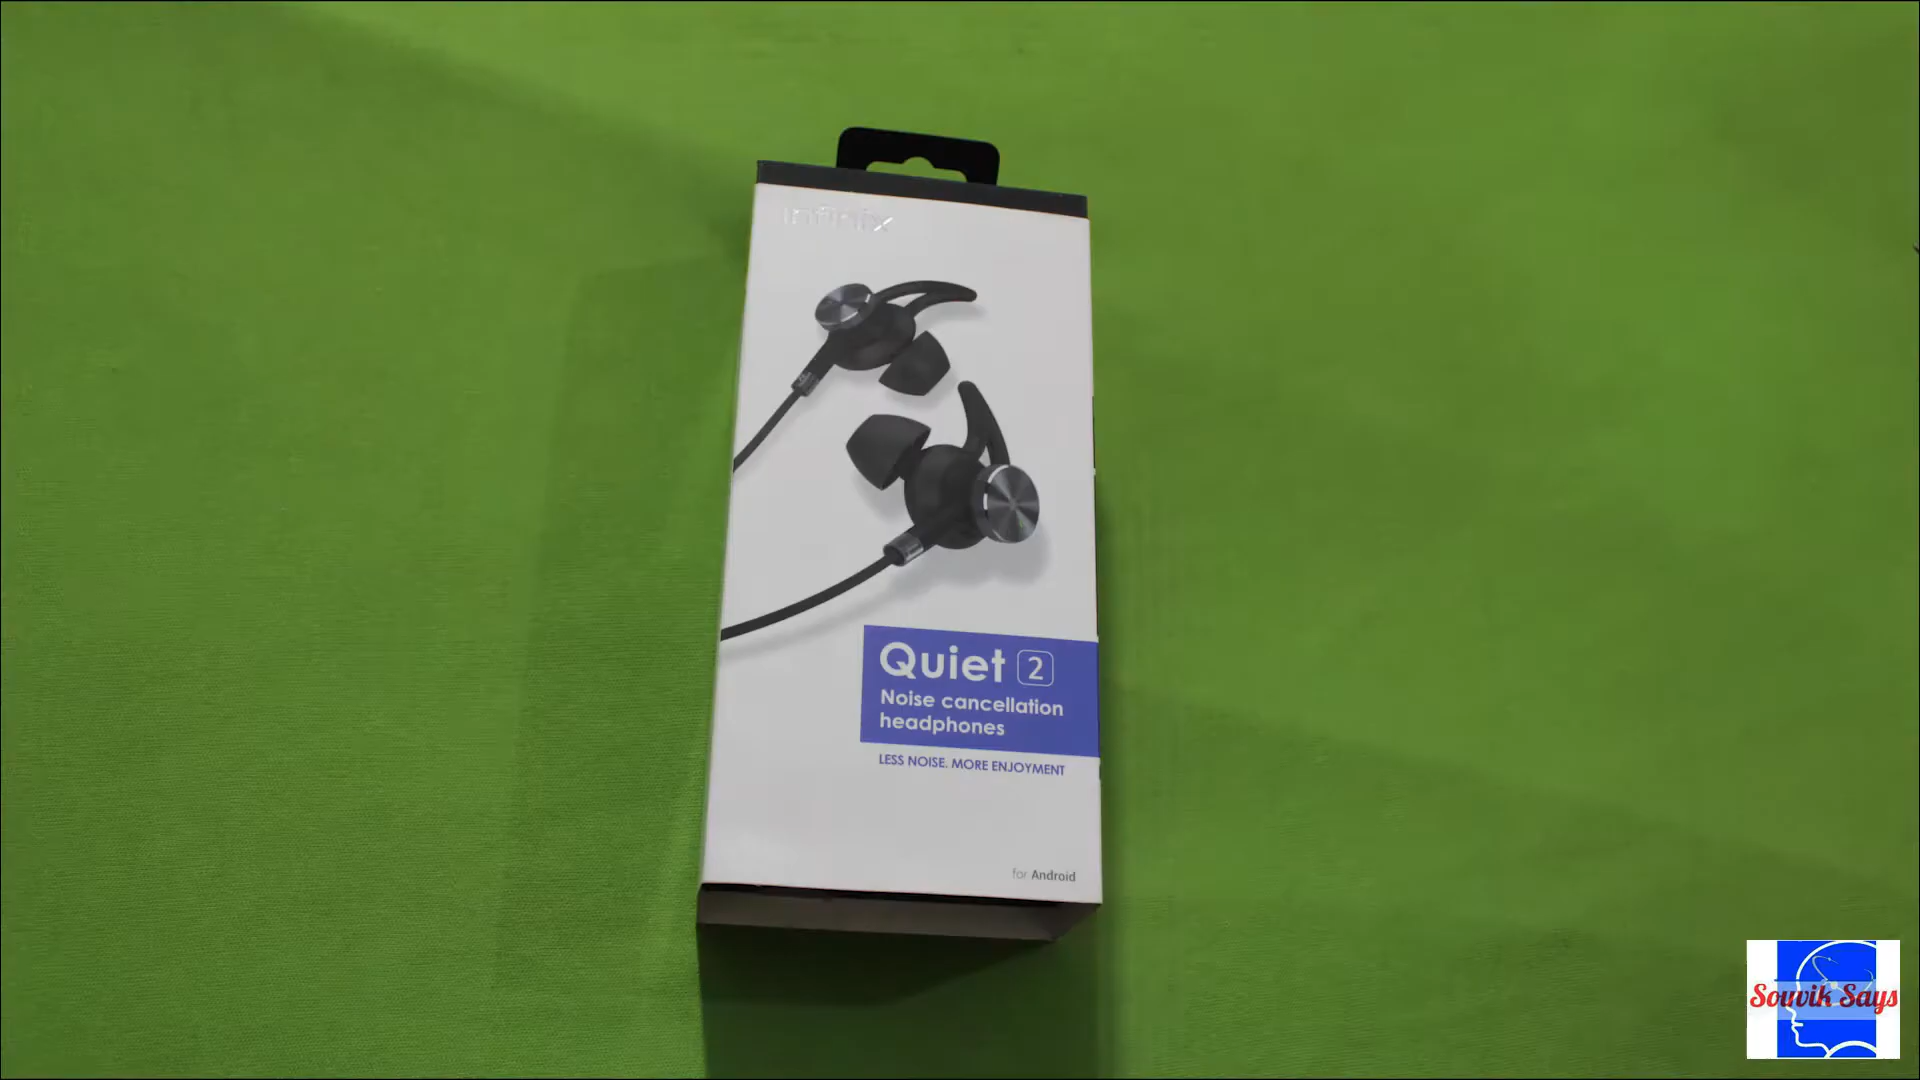 Infinix
Quiet 2
Noise cancellation
headphones
LESS NOISE. MORE ENJOYMENT
for Android
Souvik Says